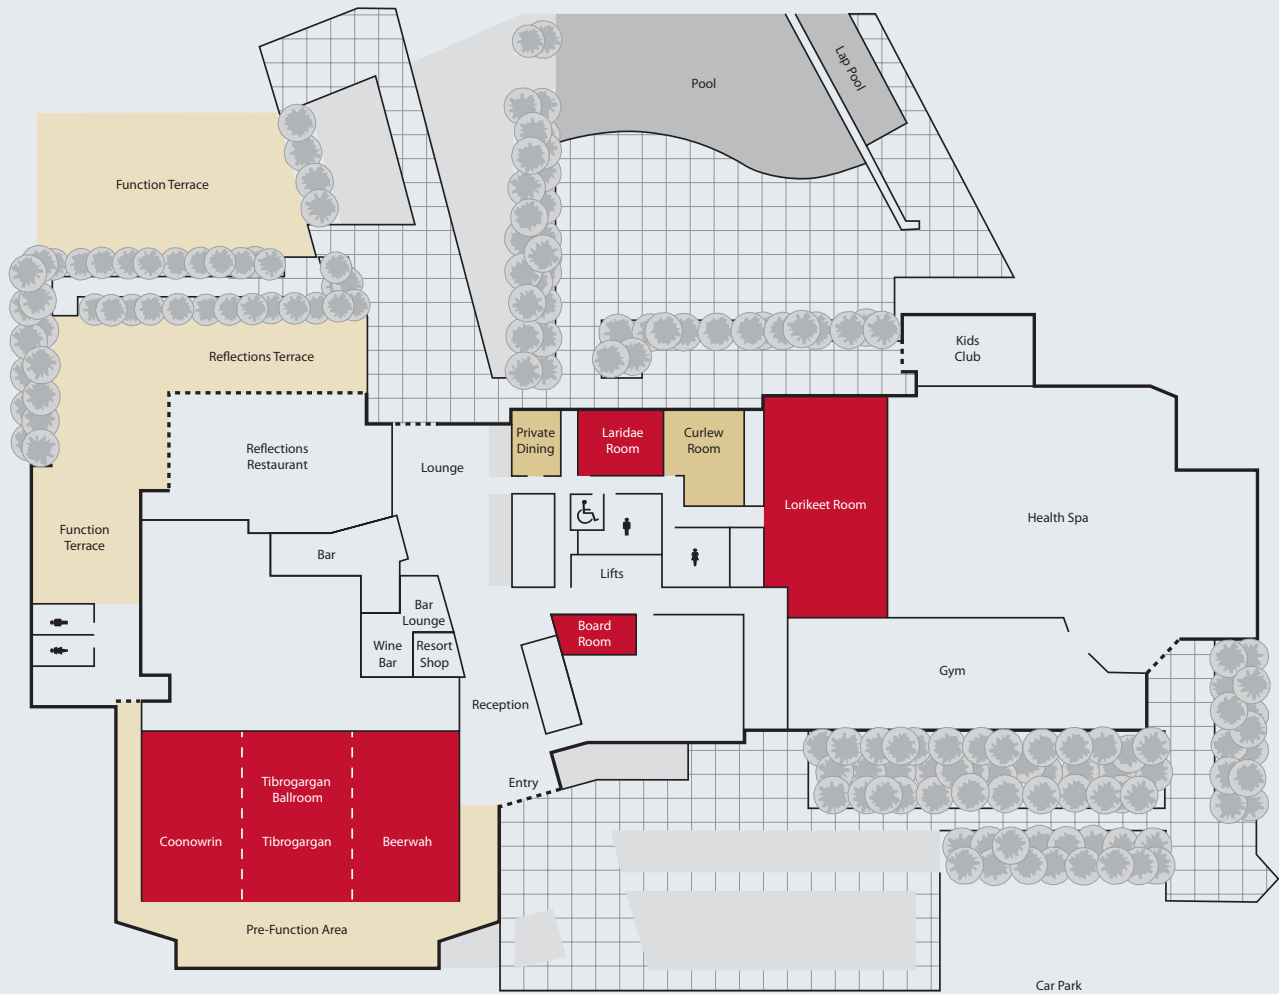 Pool
Lap Pool
Function Terrace
Reflections Terrace
Kids
Club
Private
Dining
Laridae
Room
Curlew
Room
Reflections
Restaurant
Lounge
Lorikeet Room
Health Spa
Function
Terrace
Bar
Lifts
Bar
Lounge
Board
Room
Wine
Bar
Resort
Shop
Gym
Reception
Entry
Tibrogargan
Ballroom
Coonowrin
Tibrogargan
Beerwah
Pre-Function Area
Car Park